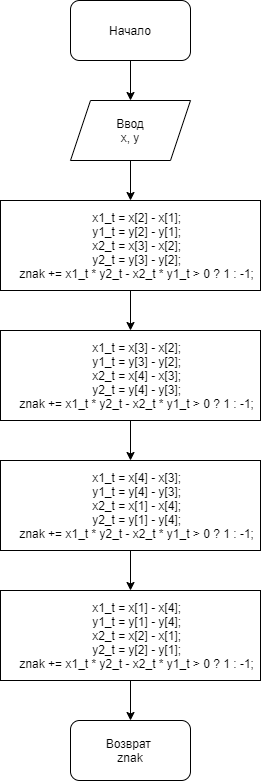 Начало
Ввод
x, y
x1_t = x[2] - x[1];
y1_t = y[2] - y[1];
x2_t = x[3] - x[2];
y2_t = y[3] - y[2];
znak += x1_t * y2_t - x2_t * y1_t > 0 ? 1 : -1;
x1_t = x[3] - x[2];
y1_t = y[3] - y[2];
x2_t = x[4] - x[3];
y2_t = y[4] - y[3];
znak += x1_t * y2_t - x2_t * y1_t > 0 ? 1 : -1;
x1_t = x[4] - x[3];
y1_t = y[4] - y[3];
x2_t = x[1] - x[4];
y2_t = y[1] - y[4];
znak += x1_t * y2_t - x2_t * y1_t > 0 ? 1 : -1;
x1_t = x[1] - x[4];
y1_t = y[1] - y[4];
x2_t = x[2] - x[1];
y2_t = y[2] - y[1];
znak += x1_t * y2_t - x2_t * y1_t > 0 ? 1 : -1;
Возврат
znak